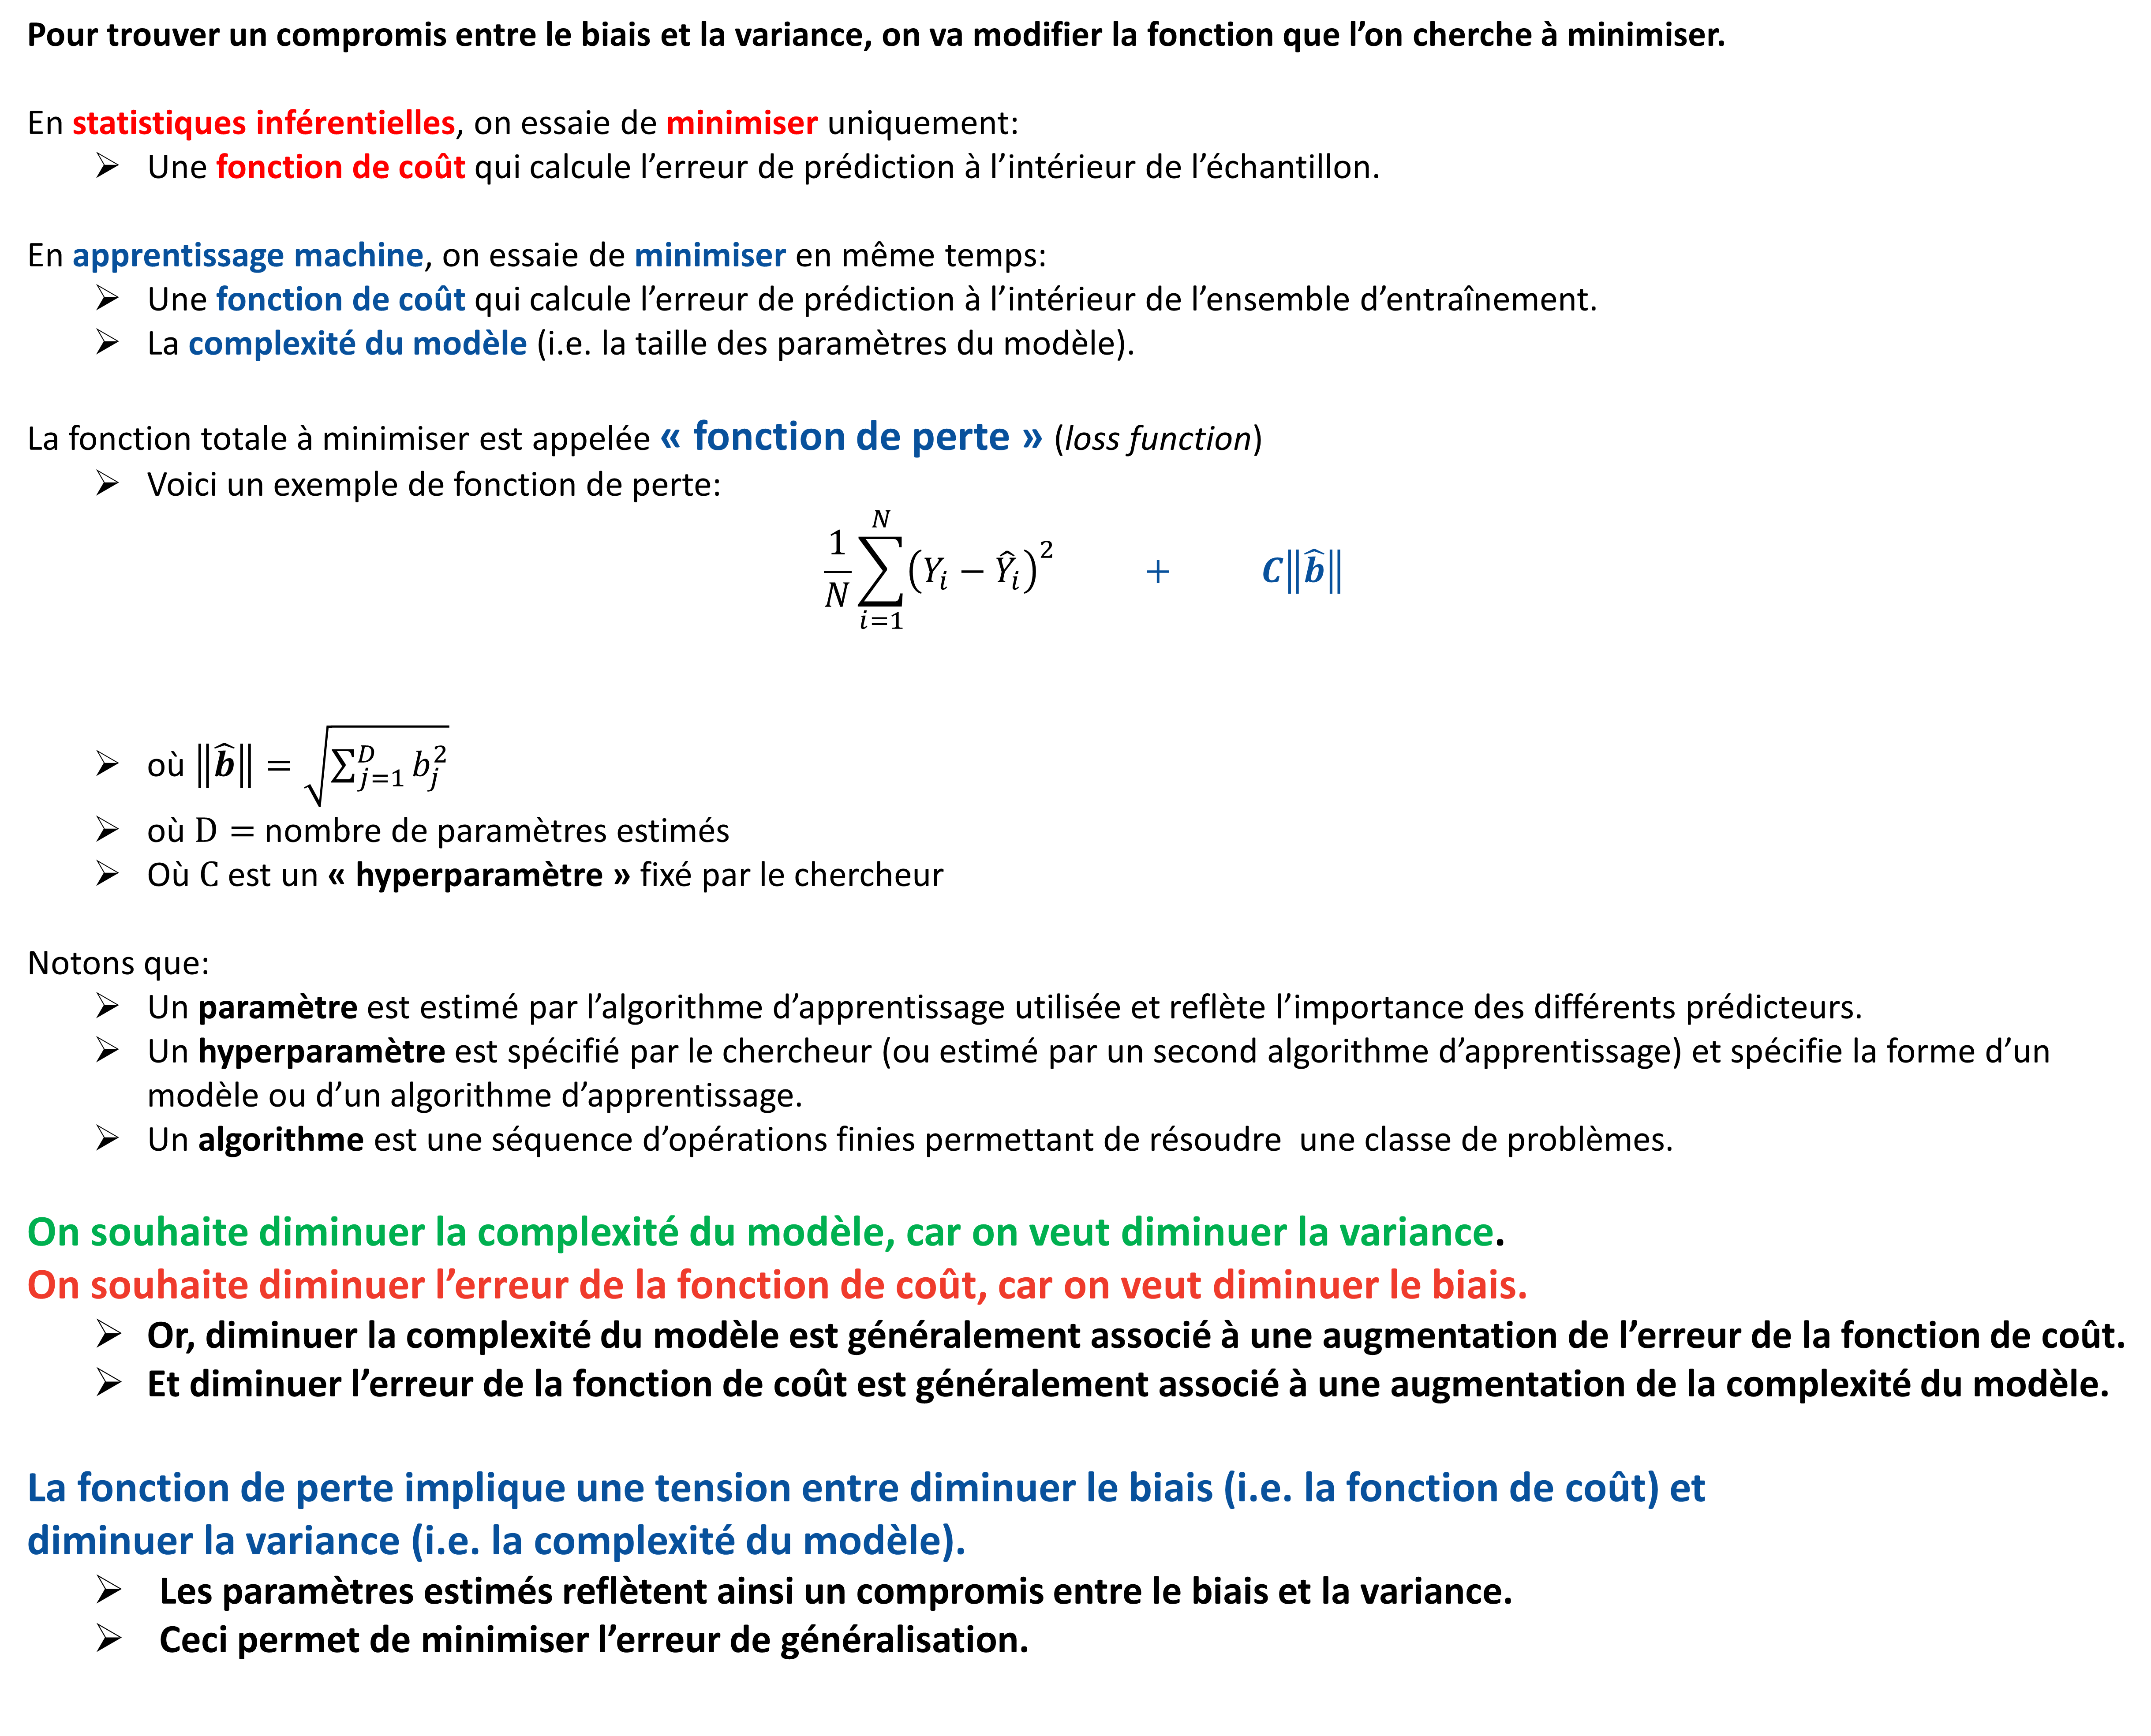 Pour trouver un compromis entre le biais et la variance, on va modifier la fonction que l’on cherche à minimiser.
En statistiques inférentielles, on essaie de minimiser uniquement:
➢ Une fonction de coût qui calcule l’erreur de prédiction à l’intérieur de l’échantillon.
En apprentissage machine, on essaie de minimiser en même temps:
➢ Une fonction de coût qui calcule l’erreur de prédiction à l’intérieur de l’ensemble d’entraînement.
➢ La complexité du modèle (i.e. la taille des paramètres du modèle).
La fonction totale à minimiser est appelée « fonction de perte » (loss function)
➢ Voici un exemple de fonction de perte:
$\frac{1}{N}\sum_{i=1}^{N}(Y_i - \hat{Y}_i)^2 + C\|\hat{b}\|$
➢ où $\|\hat{b}\| = \sqrt{\sum_{j=1}^{D} b_j^2}$
➢ où D = nombre de paramètres estimés
➢ Où C est un « hyperparamètre » fixé par le chercheur
Notons que:
➢ Un paramètre est estimé par l’algorithme d’apprentissage utilisée et reflète l’importance des différents prédicteurs.
➢ Un hyperparamètre est spécifié par le chercheur (ou estimé par un second algorithme d’apprentissage) et spécifie la forme d’un
modèle ou d’un algorithme d’apprentissage.
➢ Un algorithme est une séquence d’opérations finies permettant de résoudre une classe de problèmes.
On souhaite diminuer la complexité du modèle, car on veut diminuer la variance.
On souhaite diminuer l’erreur de la fonction de coût, car on veut diminuer le biais.
➢ Or, diminuer la complexité du modèle est généralement associé à une augmentation de l’erreur de la fonction de coût.
➢ Et diminuer l’erreur de la fonction de coût est généralement associé à une augmentation de la complexité du modèle.
La fonction de perte implique une tension entre diminuer le biais (i.e. la fonction de coût) et
diminuer la variance (i.e. la complexité du modèle).
➢ Les paramètres estimés reflètent ainsi un compromis entre le biais et la variance.
➢ Ceci permet de minimiser l’erreur de généralisation.